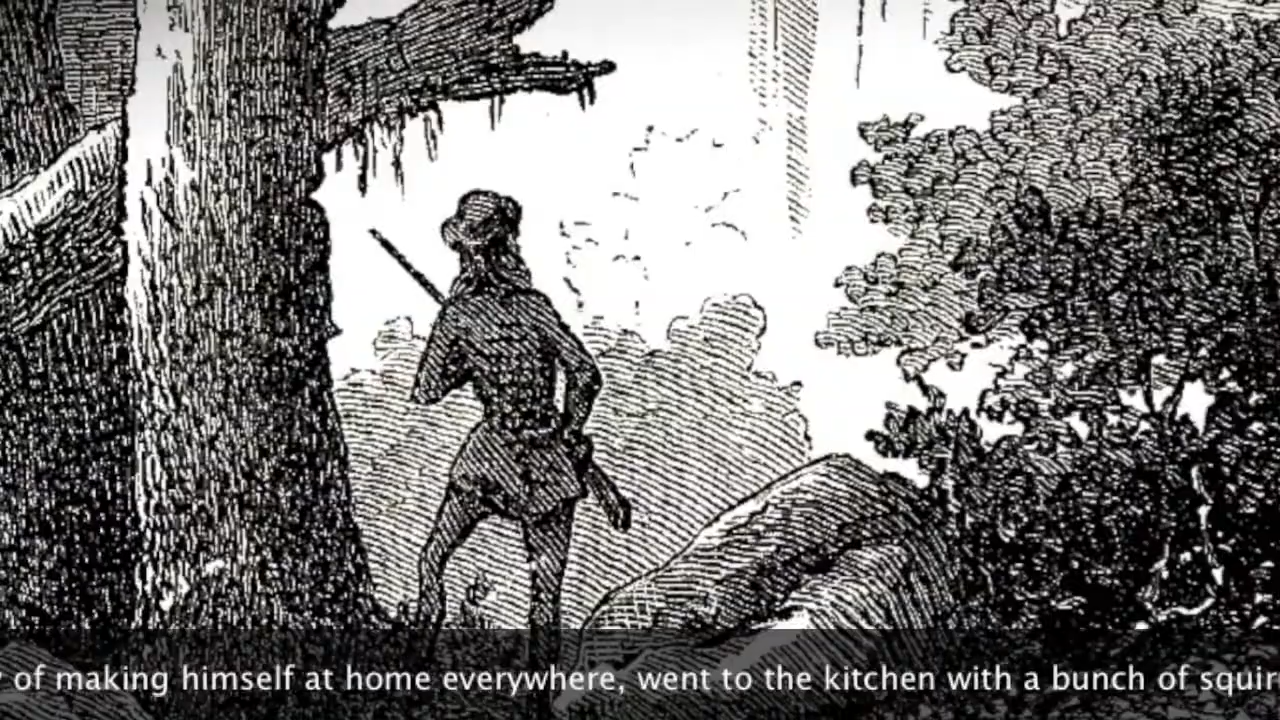 of making himself at home everywhere, went to the kitchen with a bunch of